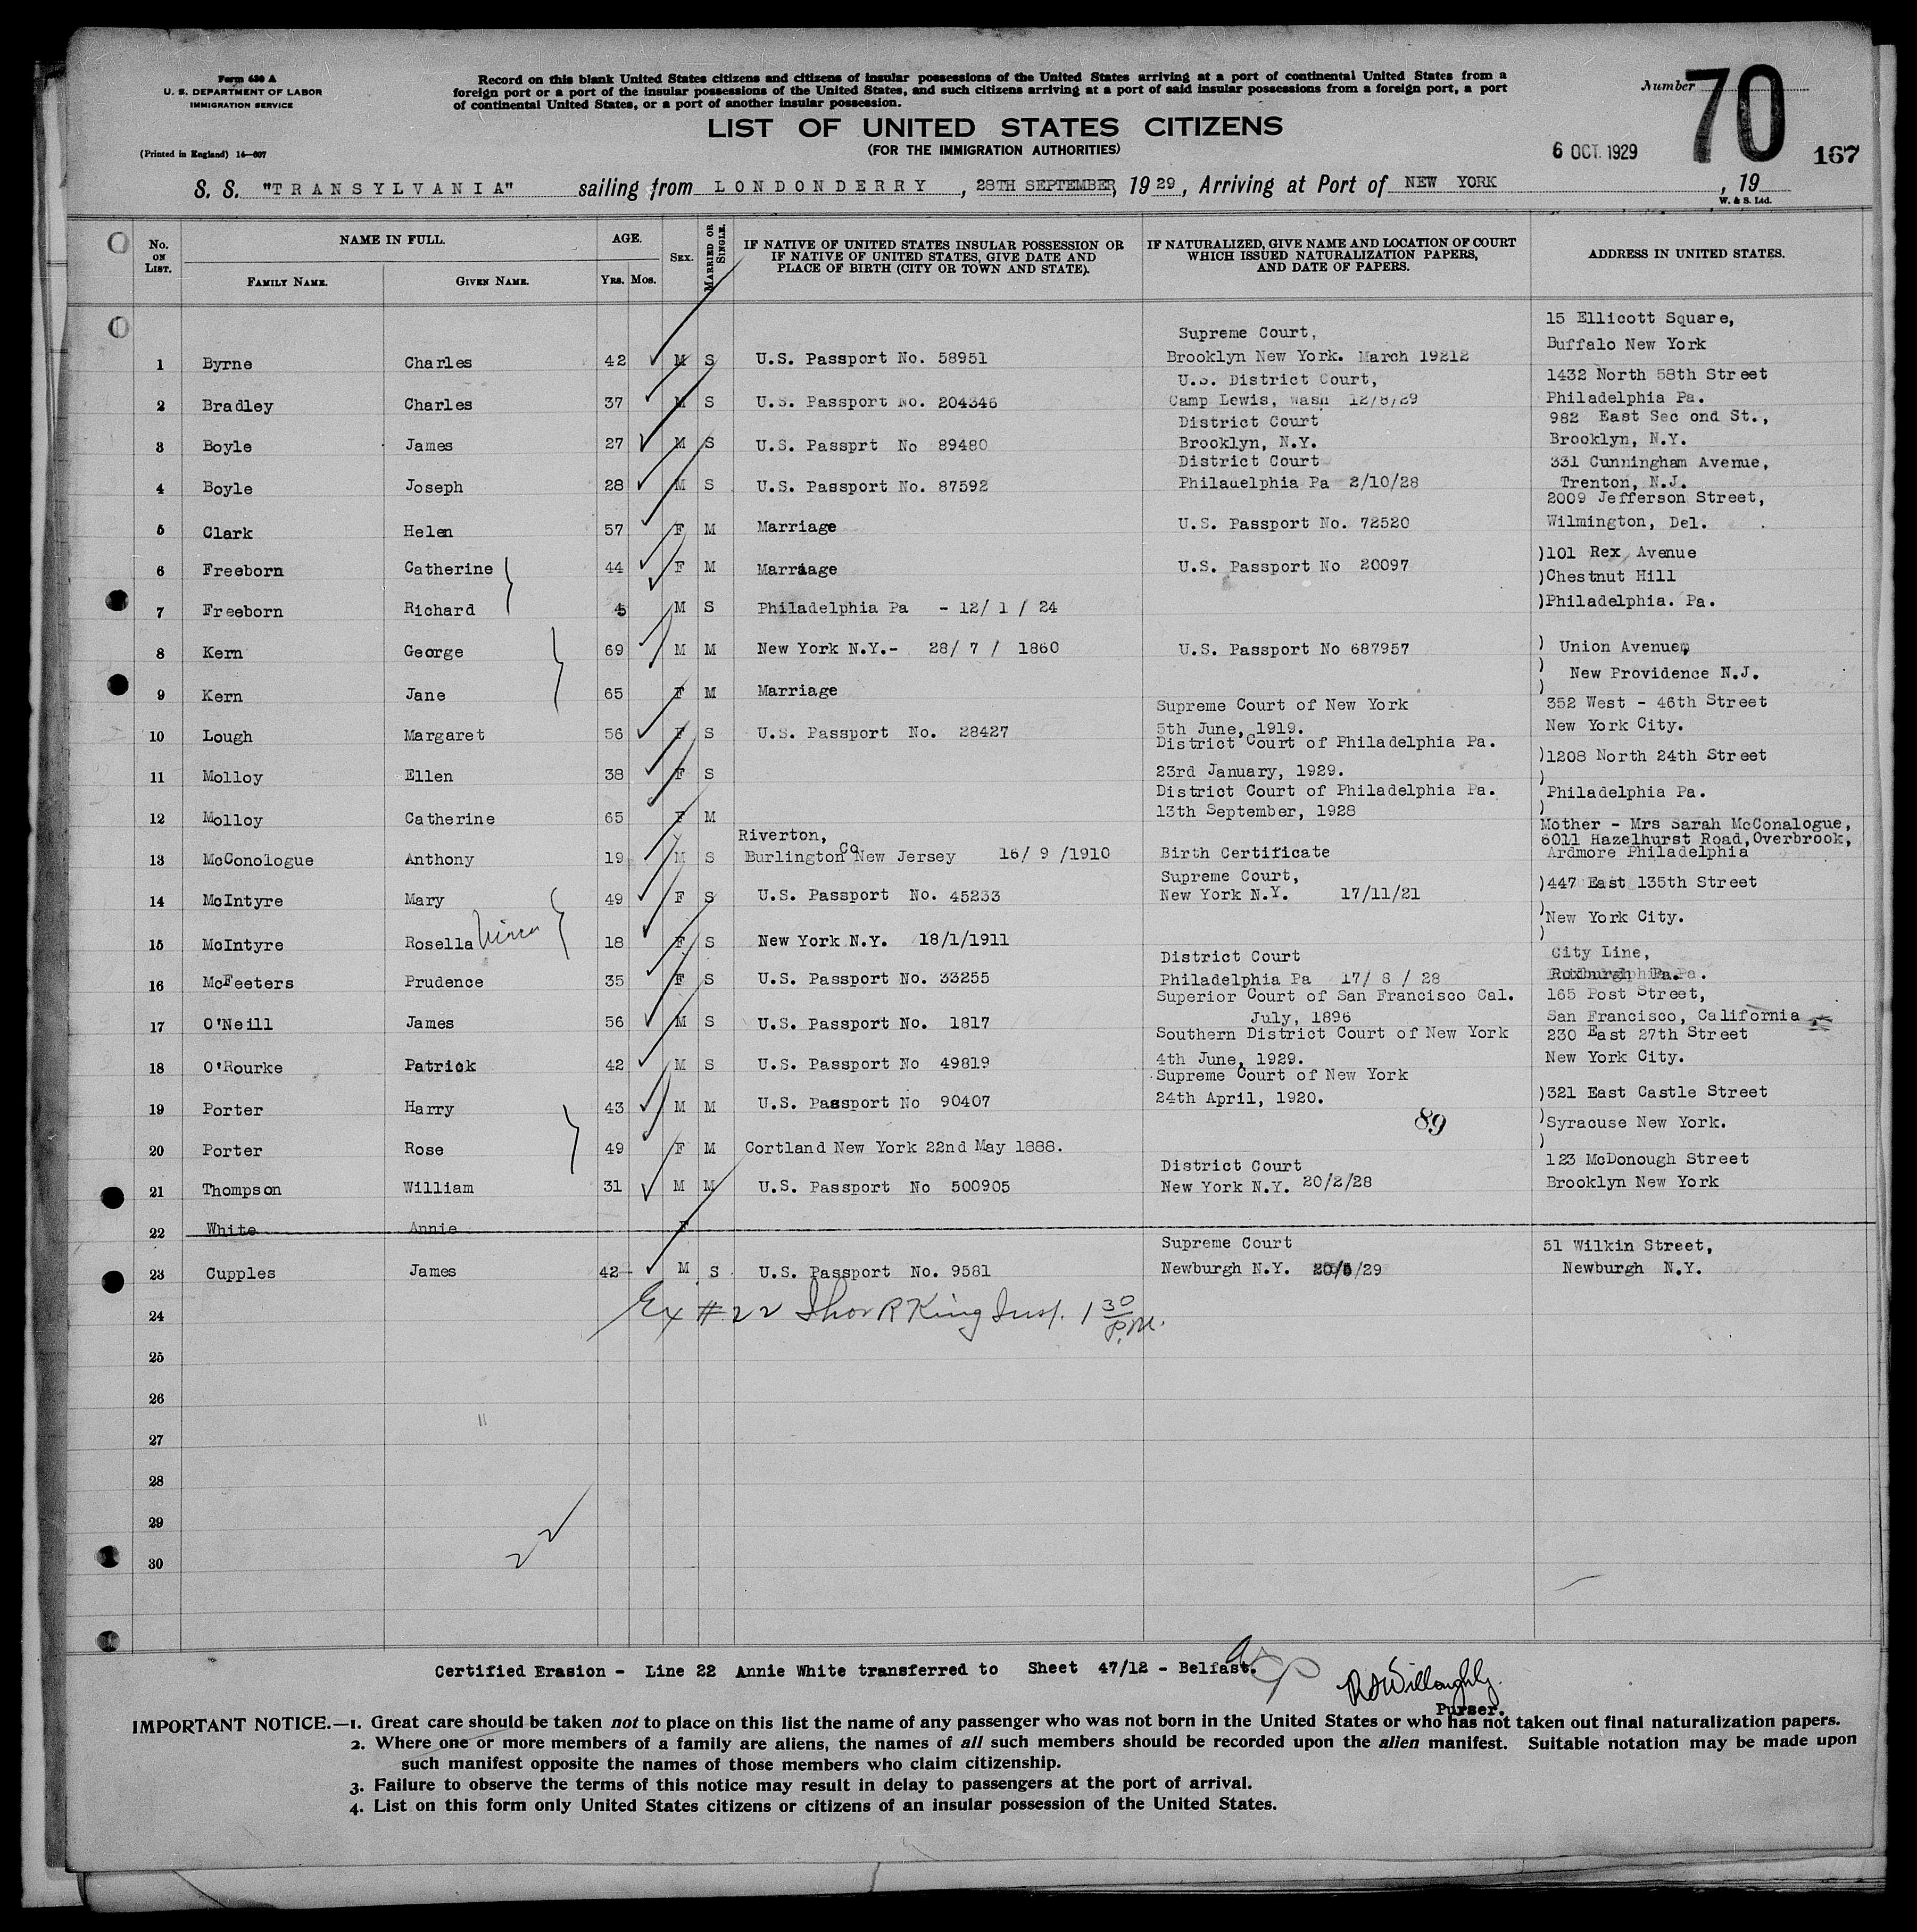 Form 630 A
U. S. DEPARTMENT OF LABOR
IMMIGRATION SERVICE
(Printed in England) 14—607
Record on this blank United States citizens and citizens of insular possessions of the United States arriving at a port of continental United States from a
foreign port or a port of the insular possessions of the United States, and such citizens arriving at a port of said insular possessions from a foreign port, a port
of continental United States, or a port of another insular possession.
LIST OF UNITED STATES CITIZENS
(FOR THE IMMIGRATION AUTHORITIES)
Number 70
6 OCT. 1929
167
S. S. "TRANSYLVANIA" sailing from LONDONDERRY, 28TH SEPTEMBER, 1929, Arriving at Port of NEW YORK, 19
W. & S. Ltd.
No. ON LIST. NAME IN FULL. FAMILY NAME. GIVEN NAME. AGE. YRS. MOS. SEX. MARRIED OR SINGLE. IF NATIVE OF UNITED STATES INSULAR POSSESSION OR IF NATIVE OF UNITED STATES, GIVE DATE AND PLACE OF BIRTH (CITY OR TOWN AND STATE). IF NATURALIZED, GIVE NAME AND LOCATION OF COURT WHICH ISSUED NATURALIZATION PAPERS, AND DATE OF PAPERS. ADDRESS IN UNITED STATES.
1 Byrne Charles 42 M S U.S. Passport No. 58951 Supreme Court, Brooklyn New York. March 19212 15 Ellicott Square, Buffalo New York
2 Bradley Charles 37 M S U.S. Passport No. 204346 U.S. District Court, Camp Lewis, Wash 12/8/29 1432 North 58th Street Philadelphia Pa.
3 Boyle James 27 M S U.S. Passprt No 89480 District Court Brooklyn, N.Y. 982 East Sec ond St., Brooklyn, N.Y.
4 Boyle Joseph 28 M S U.S. Passport No. 87592 District Court Philadelphia Pa 2/10/28 331 Cunningham Avenue, Trenton, N.J.
5 Clark Helen 57 F M Marriage U.S. Passport No. 72520 2009 Jefferson Street, Wilmington, Del.
6 Freeborn Catherine 44 F M Marriage U.S. Passport No 20097 )101 Rex Avenue )Chestnut Hill
7 Freeborn Richard M S Philadelphia Pa - 12/ 1 / 24 )Philadelphia. Pa.
8 Kern George 69 M M New York N.Y.- 28/ 7 / 1860 U.S. Passport No 687957 ) Union Avenue,
9 Kern Jane 65 F M Marriage ) New Providence N.J. )
10 Lough Margaret 56 F S U.S. Passport No. 28427 Supreme Court of New York 5th June, 1919. 352 West - 46th Street New York City.
11 Molloy Ellen 38 F S District Court of Philadelphia Pa. 23rd January, 1929. )1208 North 24th Street )
12 Molloy Catherine 65 F M District Court of Philadelphia Pa. 13th September, 1928 Philadelphia Pa. )
13 McConologue Anthony 19 M S Riverton, Burlington Co New Jersey 16/ 9 /1910 Birth Certificate Mother - Mrs Sarah McConalogue, 6011 Hazelhurst Road, Overbrook, Ardmore Philadelphia
14 McIntyre Mary 49 F S U.S. Passport No. 45233 Supreme Court, New York N.Y. 17/11/21 )447 East 135th Street
15 McIntyre Rosella 18 F S New York N.Y. 18/1/1911 )New York City. )
16 McFeeters Prudence 35 F S U.S. Passport No. 33255 District Court Philadelphia Pa 17/ 8 / 28 City Line, Roxburgh Pa.
17 O'Neill James 56 M S U.S. Passport No. 1817 Superior Court of San Francisco Cal. July, 1896 165 Post Street, San Francisco, California
18 O'Rourke Patrick 42 M S U.S. Passport No 49819 Southern District Court of New York 4th June, 1929. 230 East 27th Street New York City.
19 Porter Harry 43 M M U.S. Passport No 90407 Supreme Court of New York 24th April, 1920. 89 )321 East Castle Street
20 Porter Rose 49 F M Cortland New York 22nd May 1888. )Syracuse New York. )
21 Thompson William 31 M M U.S. Passport No 500905 District Court New York N.Y. 20/2/28 123 McDonough Street Brooklyn New York
22 White Annie F
23 Cupples James 42 M S U.S. Passport No. 9581 Supreme Court Newburgh N.Y. 51 Wilkin Street, Newburgh N.Y.
24 Ex #22 Thos R King Insp. 1 30 P.M.
25
26
27
28
29
30
22
Certified Erasion - Line 22 Annie White transferred to Sheet 47/12 - Belfast.
R Willoughby.
Purser.
IMPORTANT NOTICE.—1. Great care should be taken not to place on this list the name of any passenger who was not born in the United States or who has not taken out final naturalization papers.
2. Where one or more members of a family are aliens, the names of all such members should be recorded upon the alien manifest. Suitable notation may be made upon
such manifest opposite the names of those members who claim citizenship.
3. Failure to observe the terms of this notice may result in delay to passengers at the port of arrival.
4. List on this form only United States citizens or citizens of an insular possession of the United States.